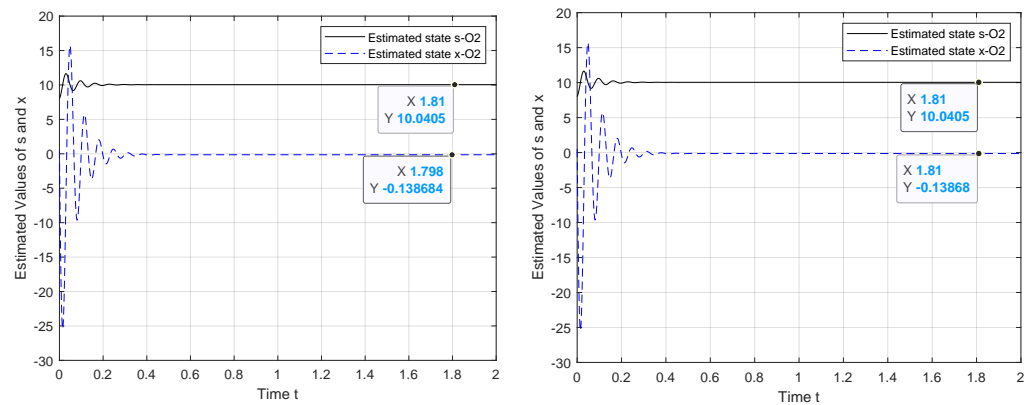 20
15
10
5
0
-5
-10
-15
-20
-25
-30
Estimated Values of s and x
Estimated state s-O2
Estimated state x-O2
X 1.81
Y 10.0405
X 1.798
Y -0.138684
0 0.2 0.4 0.6 0.8 1 1.2 1.4 1.6 1.8 2
Time t
20
15
10
5
0
-5
-10
-15
-20
-25
-30
Estimated Values of s and x
Estimated state s-O2
Estimated state x-O2
X 1.81
Y 10.0405
X 1.81
Y -0.13868
0 0.2 0.4 0.6 0.8 1 1.2 1.4 1.6 1.8 2
Time t